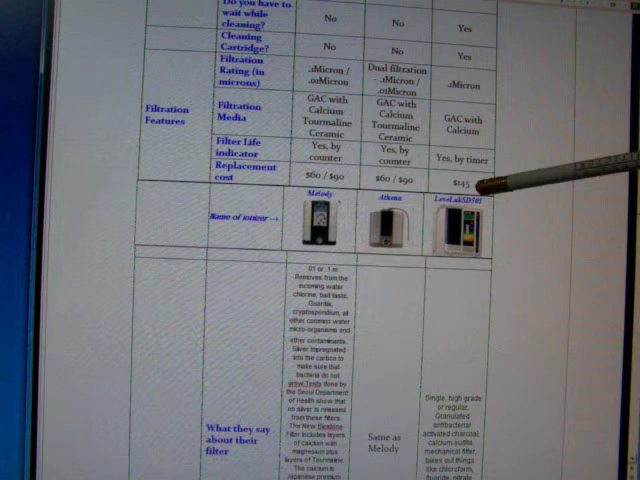 Do you have to
wait while
cleaning?
No
No
Yes
Cleaning
Cartridge?
No
No
Yes
Filtration
Features
Filtration
Rating (in
microns)
.1Micron /
.01Micron
Dual filtration
- .1Micron /
.01Micron
.1Micron
Filtration
Media
GAC with
Calcium
Tourmaline
Ceramic
GAC with
Calcium
Tourmaline
Ceramic
GAC with
Calcium
Filter Life
indicator
Yes, by
counter
Yes, by
counter
Yes, by timer
Replacement
cost
$60 / $90
$60 / $90
$145
Name of ionizer -->
Melody
Athena
LeveLukSD501
What they say
about their
filter
01 or .1 m
Removes from the
incoming water
chlorine, bad taste,
Guardia,
cryptosporidium, all
other common water
micro-organisms and
other contaminants.
Silver impregnated
into the carbon to
make sure that
bacteria do not
grow.Tests done by
the Seoul Department
of Health show that
no silver is released
from these filters.
The New
Filter includes layers
of calcium with
magnesium plus
layers of Tourmaline.
The calcium is
Japanese premium
Same as
Melody
Single, high grade
or regular,
Granulated
antibacterial
activated charcoal,
calcium sulfite,
mechanical filter,
takes out things
like chloroform,
fluoride, nitrate,